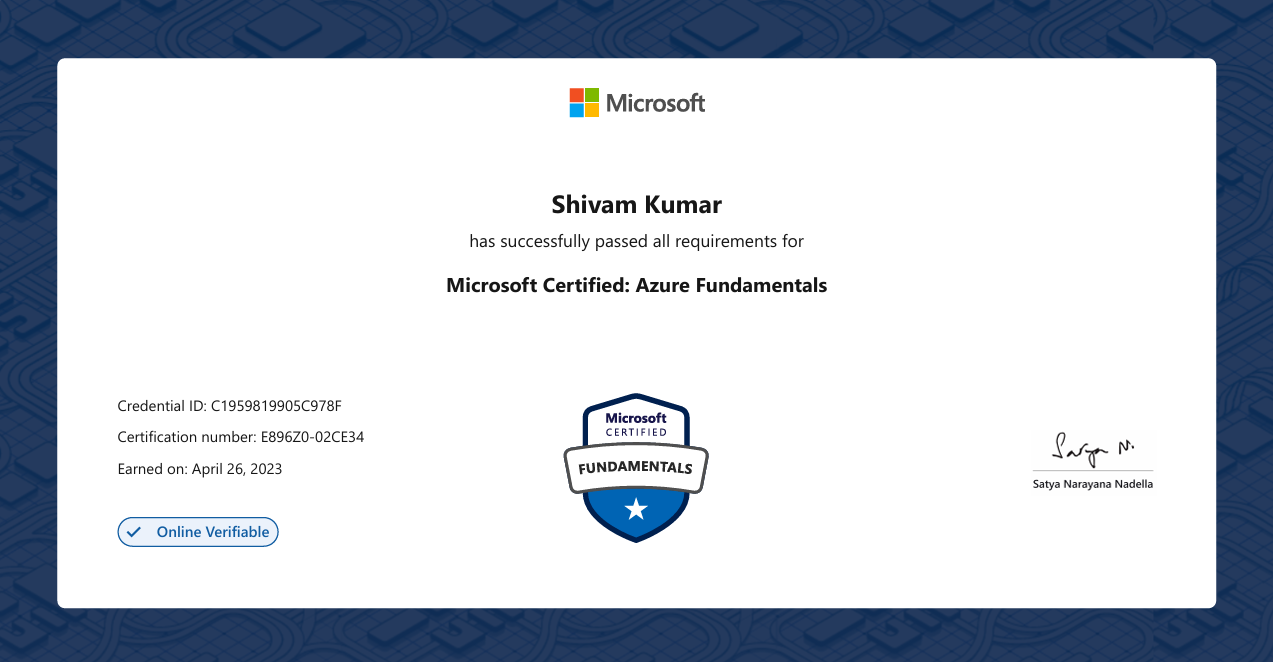 Microsoft
Shivam Kumar
has successfully passed all requirements for
Microsoft Certified: Azure Fundamentals
Credential ID: C1959819905C978F
Certification number: E896Z0-02CE34
Earned on: April 26, 2023
Online Verifiable
Microsoft
CERTIFIED
FUNDAMENTALS
Satya N.
Satya Narayana Nadella